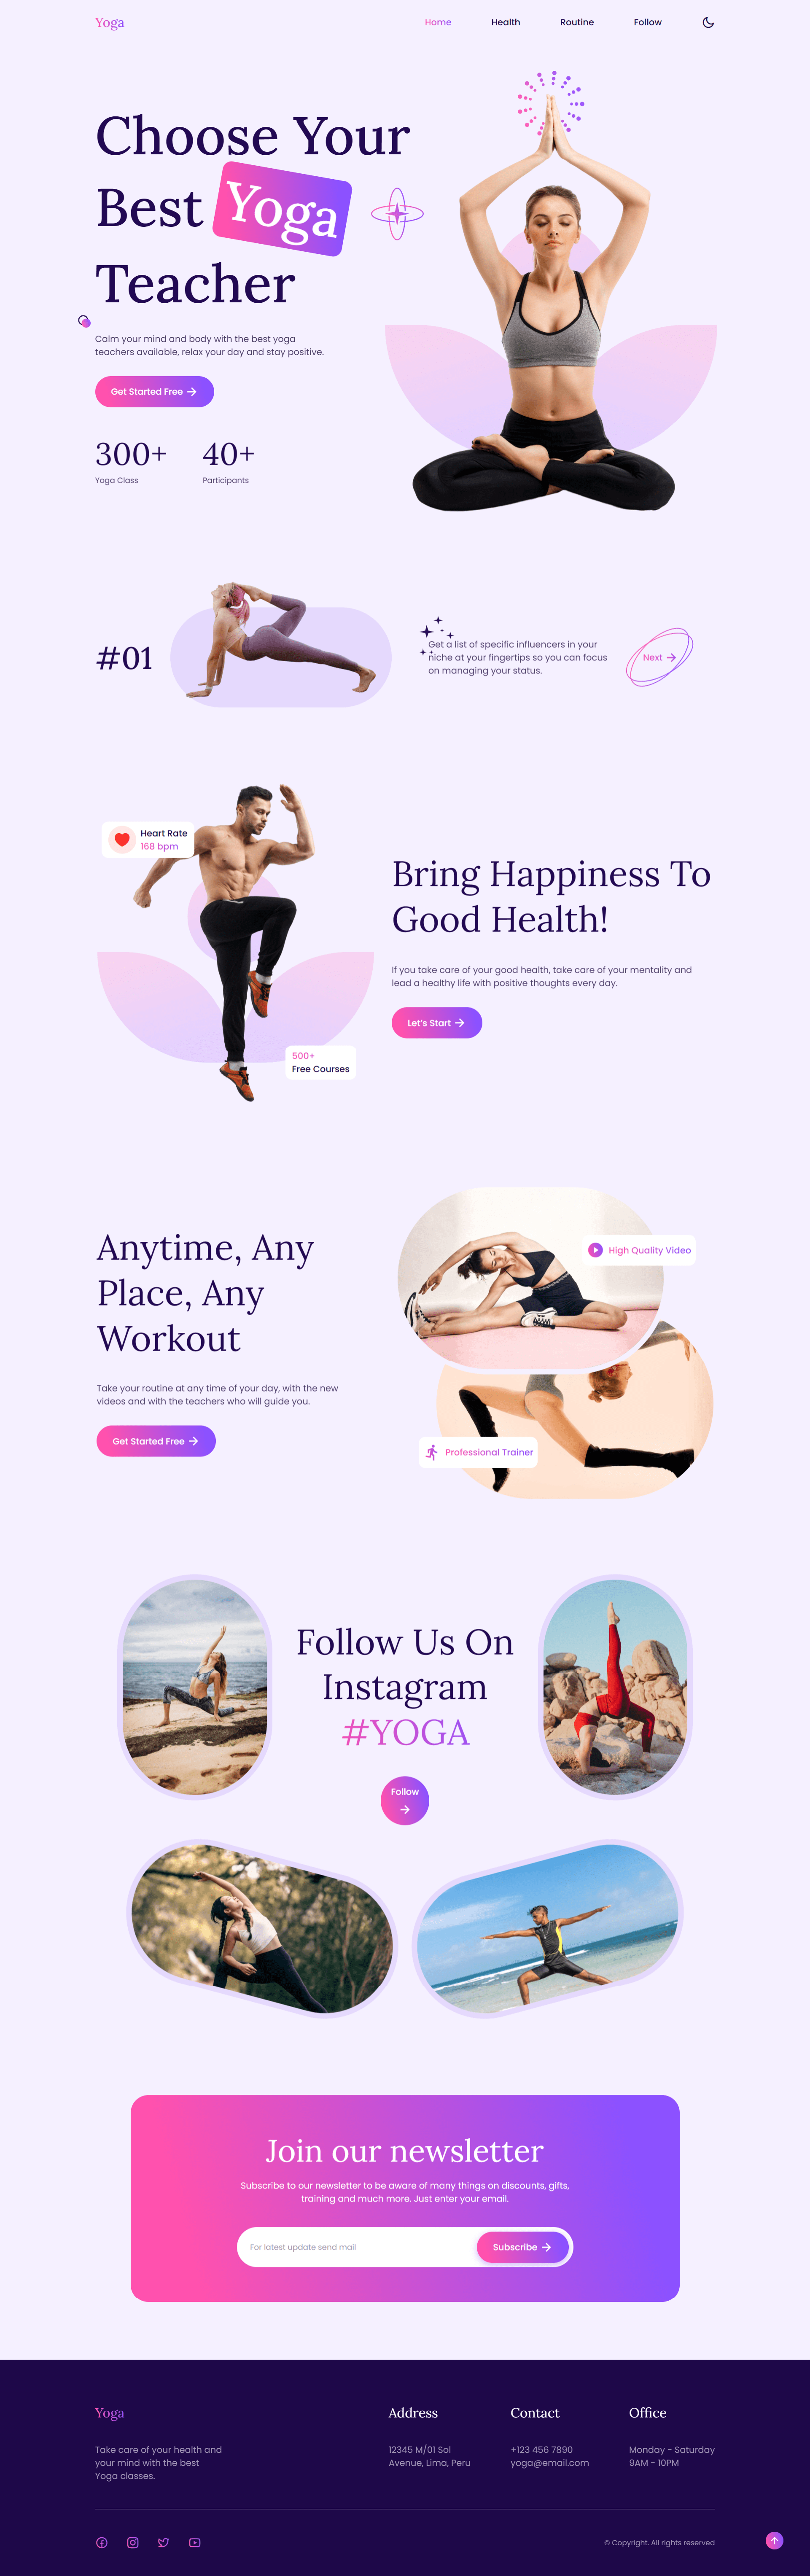 Yoga
Home
Health
Routine
Follow
Choose Your
Best Yoga
Teacher
Calm your mind and body with the best yoga
teachers available, relax your day and stay positive.
Get Started Free
300+
Yoga Class
40+
Participants
#01
Get a list of specific influencers in your
niche at your fingertips so you can focus
on managing your status.
Next
Heart Rate
168 bpm
500+
Free Courses
Bring Happiness To
Good Health!
If you take care of your good health, take care of your mentality and
lead a healthy life with positive thoughts every day.
Let's Start
Anytime, Any
Place, Any
Workout
Take your routine at any time of your day, with the new
videos and with the teachers who will guide you.
Get Started Free
High Quality Video
Professional Trainer
Follow Us On
Instagram
#YOGA
Follow
Join our newsletter
Subscribe to our newsletter to be aware of many things on discounts, gifts,
training and much more. Just enter your email.
For latest update send mail
Subscribe
Yoga
Take care of your health and
your mind with the best
Yoga classes.
Address
12345 M/01 Sol
Avenue, Lima, Peru
Contact
+123 456 7890
yoga@email.com
Office
Monday - Saturday
9AM - 10PM
© Copyright. All rights reserved